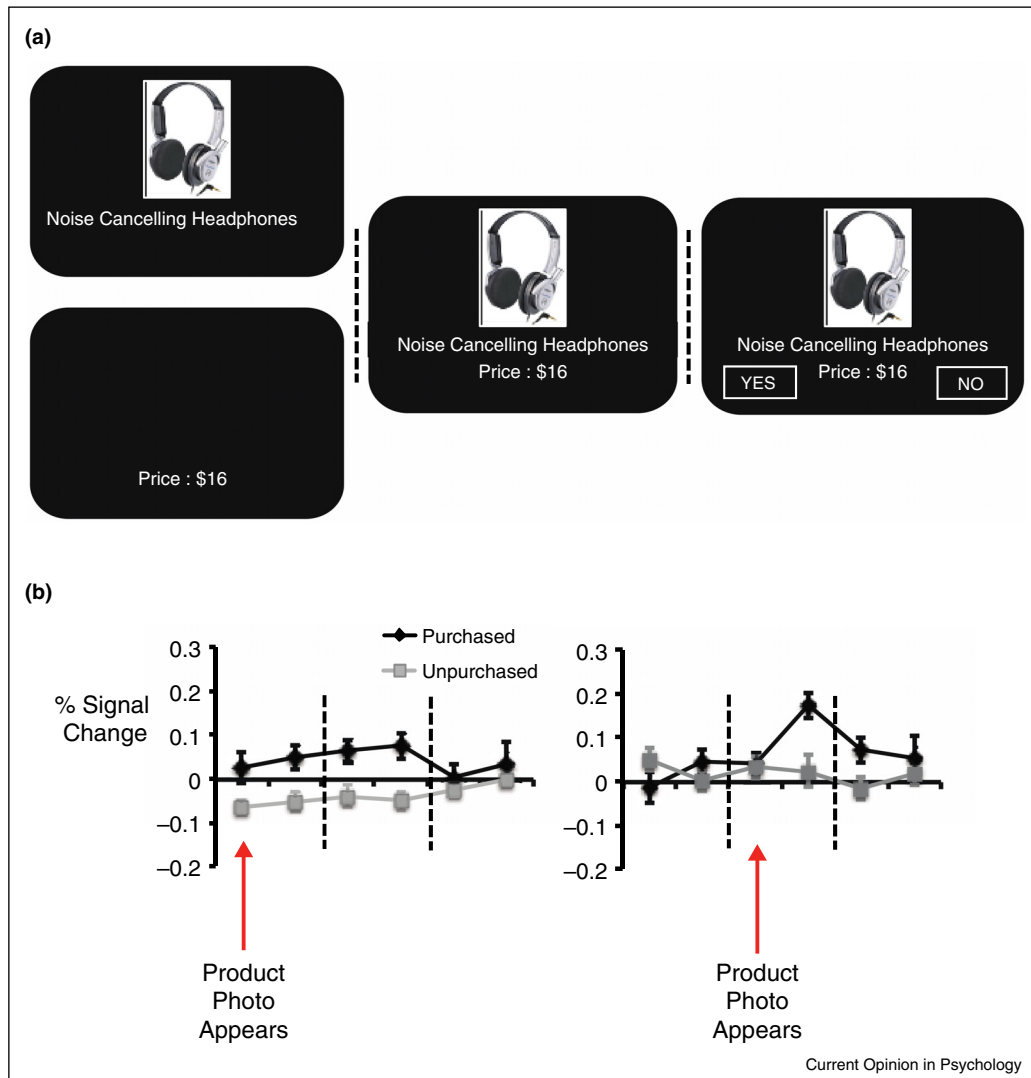 (a)
Noise Cancelling Headphones
Price : $16
Noise Cancelling Headphones
Price : $16
Noise Cancelling Headphones
Price : $16
YES
NO
(b)
% Signal
Change
0.3
0.2
0.1
0
–0.1
–0.2
Purchased
Unpurchased
Product
Photo
Appears
0.3
0.2
0.1
0
–0.1
–0.2
Product
Photo
Appears
Current Opinion in Psychology